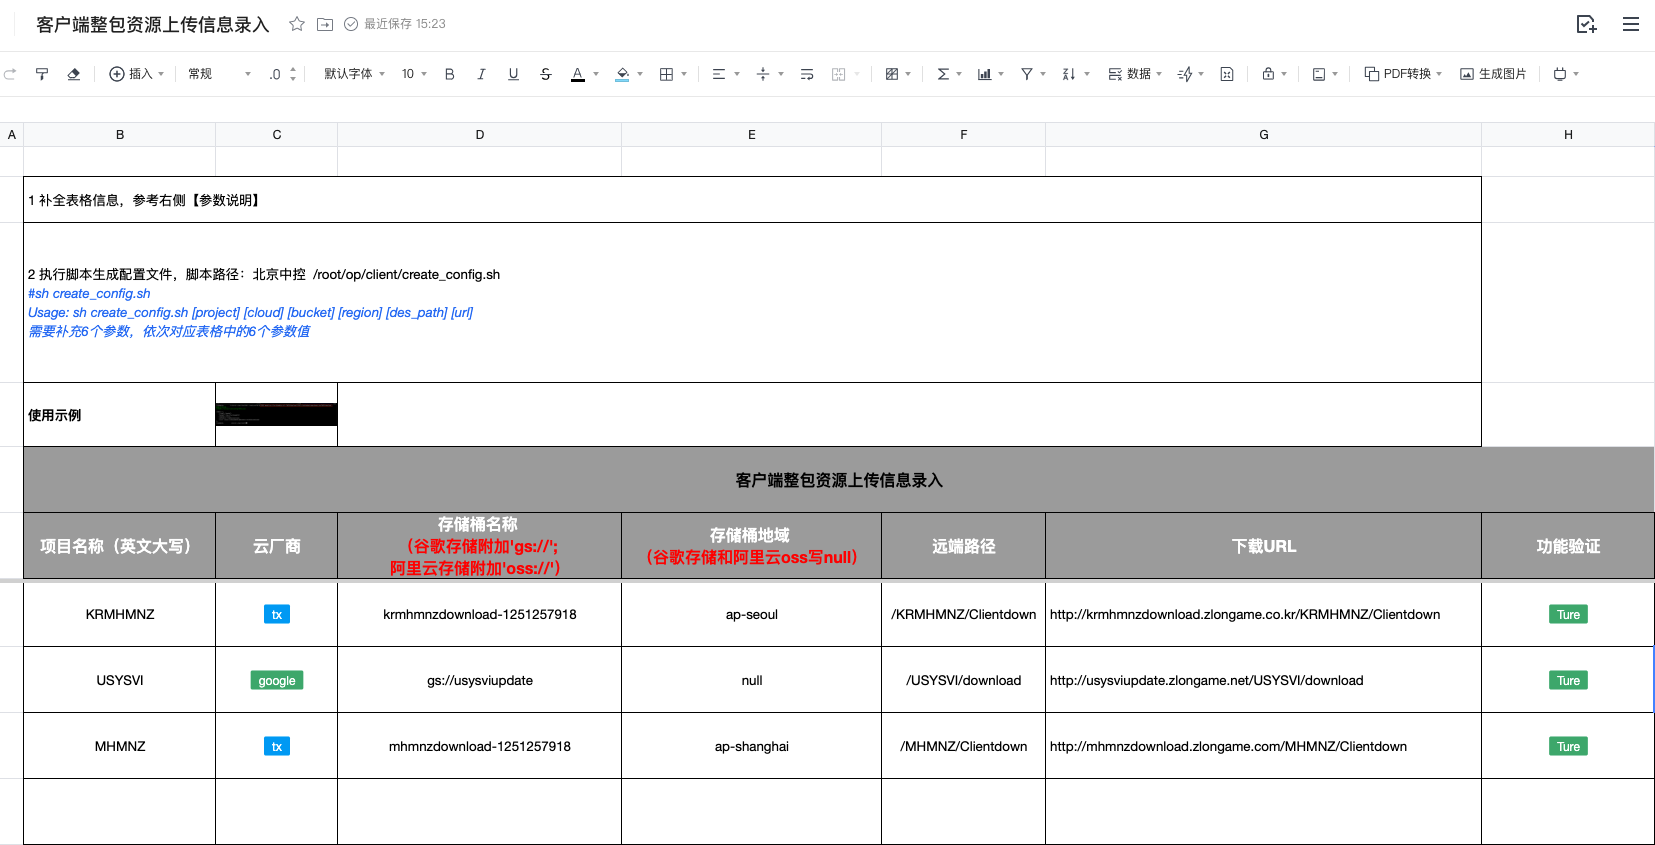 客户端整包资源上传信息录入
最近保存 15:23
插入 常规 .0 默认字体 10 B I U S A 数据 PDF转换 生成图片
A B C D E F G H
1 补全表格信息，参考右侧【参数说明】
2 执行脚本生成配置文件，脚本路径：北京中控 /root/op/client/create_config.sh
#sh create_config.sh
Usage: sh create_config.sh [project] [cloud] [bucket] [region] [des_path] [url]
需要补充6个参数，依次对应表格中的6个参数值
使用示例
客户端整包资源上传信息录入
项目名称（英文大写）
云厂商
存储桶名称
（谷歌存储附加'gs://';
阿里云存储附加'oss://'）
存储桶地域
（谷歌存储和阿里云oss写null）
远端路径
下载URL
功能验证
KRMHMNZ tx krmhmnzdownload-1251257918 ap-seoul /KRMHMNZ/Clientdown http://krmhmnzdownload.zlongame.co.kr/KRMHMNZ/Clientdown Ture
USYSVI google gs://usysviupdate null /USYSVI/download http://usysviupdate.zlongame.net/USYSVI/download Ture
MHMNZ tx mhmnzdownload-1251257918 ap-shanghai /MHMNZ/Clientdown http://mhmnzdownload.zlongame.com/MHMNZ/Clientdown Ture